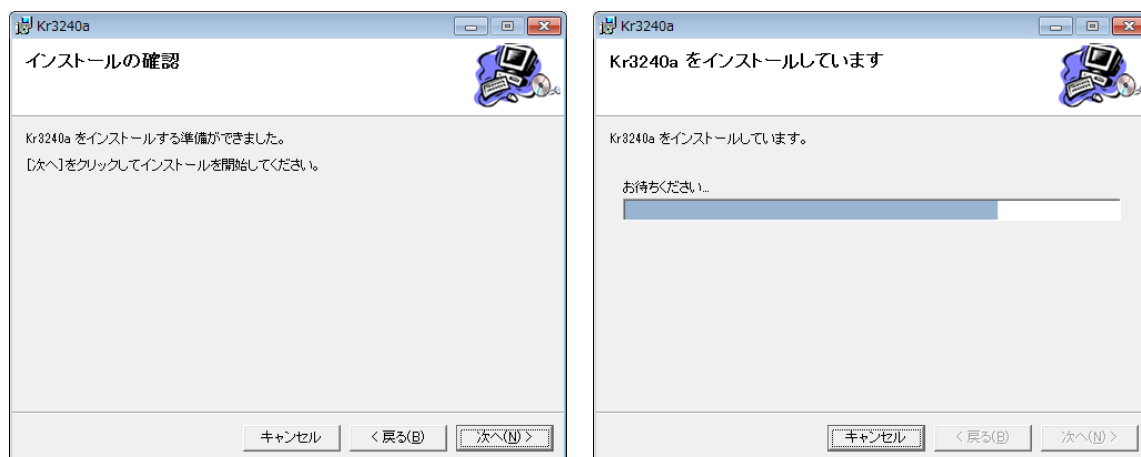 Kr3240a
インストールの確認
Kr3240a をインストールする準備ができました。
[次へ]をクリックしてインストールを開始してください。
キャンセル
< 戻る(B)
次へ(N) >
Kr3240a
Kr3240a をインストールしています
Kr3240a をインストールしています。
お待ちください...
キャンセル
< 戻る(B)
次へ(N) >